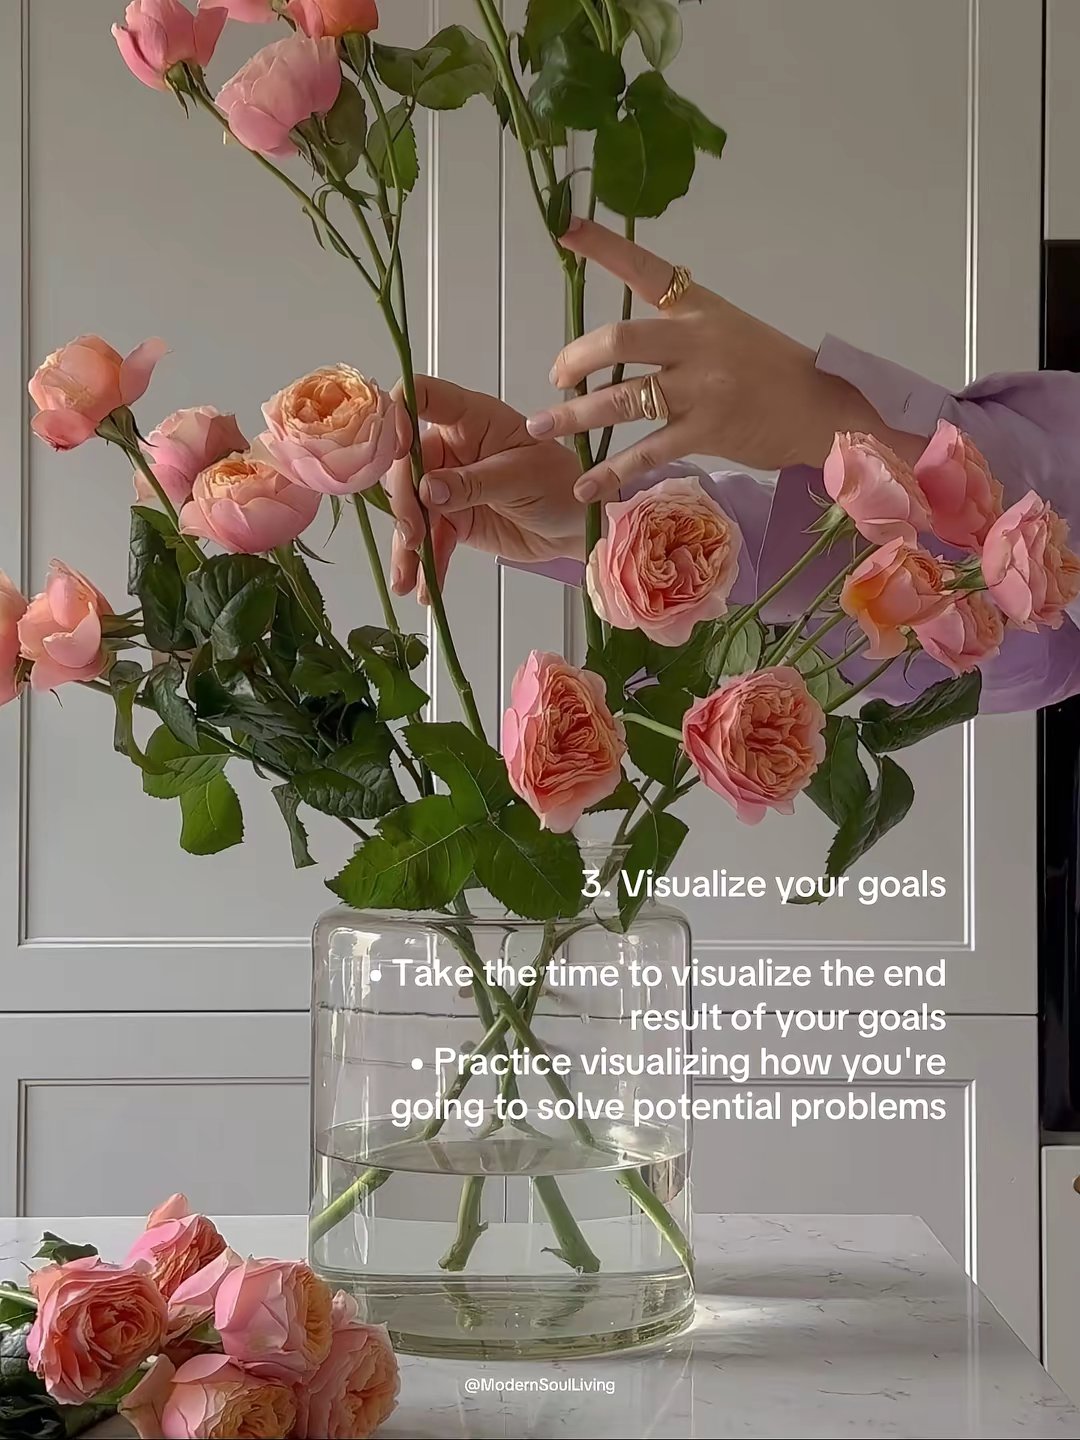 3. Visualize your goals
• Take the time to visualize the end
result of your goals
• Practice visualizing how you're
going to solve potential problems
@ModernSoulLiving